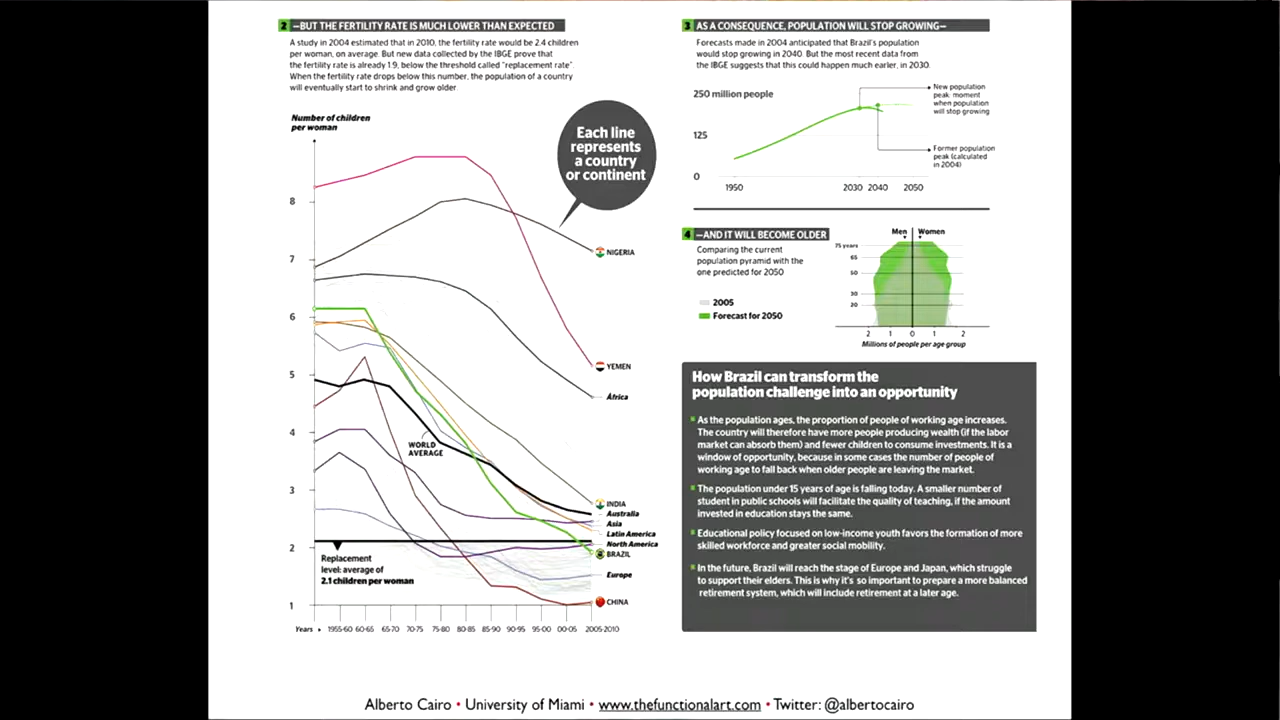 2 —BUT THE FERTILITY RATE IS MUCH LOWER THAN EXPECTED
A study in 2004 estimated that in 2010, the fertility rate would be 2.4 children
per woman, on average. But new data collected by the IBGE prove that
the fertility rate is already 1.9, below the threshold called "replacement rate".
When the fertility rate drops below this number, the population of a country
will eventually start to shrink and grow older.
Number of children
per woman
Each line
represents
a country
or continent
8
7
6
5
4
3
2
1
NIGERIA
YEMEN
África
WORLD
AVERAGE
INDIA
Australia
Asia
Latin America
North America
BRAZIL
Europe
CHINA
Replacement
level: average of
2.1 children per woman
Years 1955-60 60-65 65-70 70-75 75-80 80-85 85-90 90-95 95-00 00-05 2005-2010
3 AS A CONSEQUENCE, POPULATION WILL STOP GROWING—
Forecasts made in 2004 anticipated that Brazil's population
would stop growing in 2040. But the most recent data from
the IBGE suggests that this could happen much earlier, in 2030.
250 million people
125
0
1950 2030 2040 2050
New population
peak: moment
when population
will stop growing
Former population
peak (calculated
in 2004)
4 —AND IT WILL BECOME OLDER
Comparing the current
population pyramid with the
one predicted for 2050
2005
Forecast for 2050
Men Women
75 years
65
50
30
20
2 1 0 1 2
Millions of people per age group
How Brazil can transform the
population challenge into an opportunity
As the population ages, the proportion of people of working age increases.
The country will therefore have more people producing wealth (if the labor
market can absorb them) and fewer children to consume investments. It is a
window of opportunity, because in some cases the number of people of
working age to fall back when older people are leaving the market.
The population under 15 years of age is falling today. A smaller number of
student in public schools will facilitate the quality of teaching, if the amount
invested in education stays the same.
Educational policy focused on low-income youth favors the formation of more
skilled workforce and greater social mobility.
In the future, Brazil will reach the stage of Europe and Japan, which struggle
to support their elders. This is why it's so important to prepare a more balanced
retirement system, which will include retirement at a later age.
Alberto Cairo • University of Miami • www.thefunctionalart.com • Twitter: @albertocairo